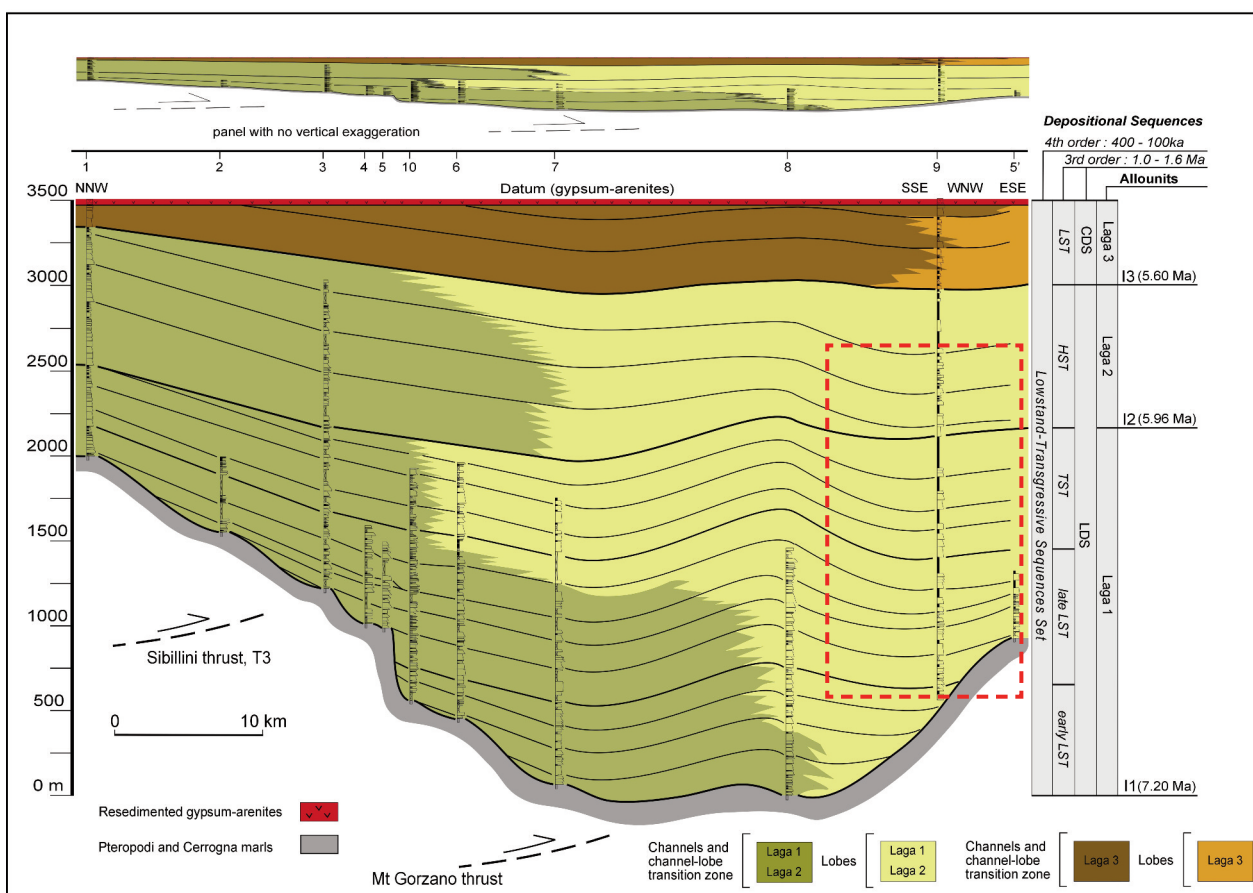 panel with no vertical exaggeration
Depositional Sequences
4th order : 400 - 100ka
3rd order : 1.0 - 1.6 Ma
Allounits
1 2 3 4 5 10 6 7 8 9 5'
NNW Datum (gypsum-arenites) SSE WNW ESE
3500
3000
2500
2000
1500
1000
500
0 m
Lowstand-Transgressive Sequences Set
LST
HST
TST
late LST
early LST
CDS
LDS
Laga 3
Laga 2
Laga 1
I3 (5.60 Ma)
I2 (5.96 Ma)
I1 (7.20 Ma)
Sibillini thrust, T3
0 10 km
Resedimented gypsum-arenites
Pteropodi and Cerrogna marls
Mt Gorzano thrust
Channels and
channel-lobe
transition zone
Laga 1
Laga 2
Lobes
Laga 1
Laga 2
Channels and
channel-lobe
transition zone
Laga 3
Lobes
Laga 3